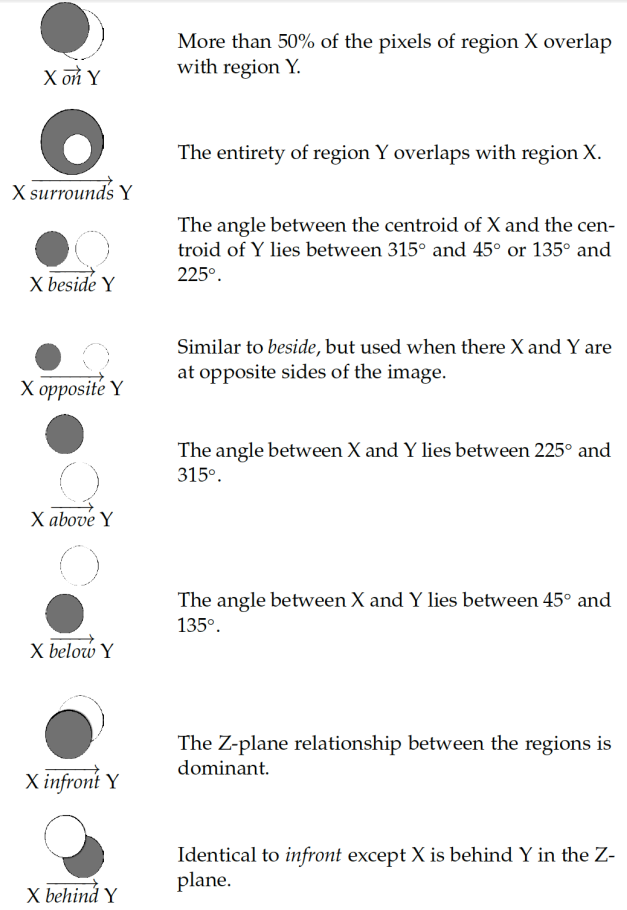 More than 50% of the pixels of region X overlap
with region Y.
X on Y
The entirety of region Y overlaps with region X.
X surrounds Y
The angle between the centroid of X and the cen-
troid of Y lies between 315° and 45° or 135° and
225°.
X beside Y
Similar to beside, but used when there X and Y are
at opposite sides of the image.
X opposite Y
The angle between X and Y lies between 225° and
315°.
X above Y
The angle between X and Y lies between 45° and
135°.
X below Y
The Z-plane relationship between the regions is
dominant.
X infront Y
Identical to infront except X is behind Y in the Z-
plane.
X behind Y